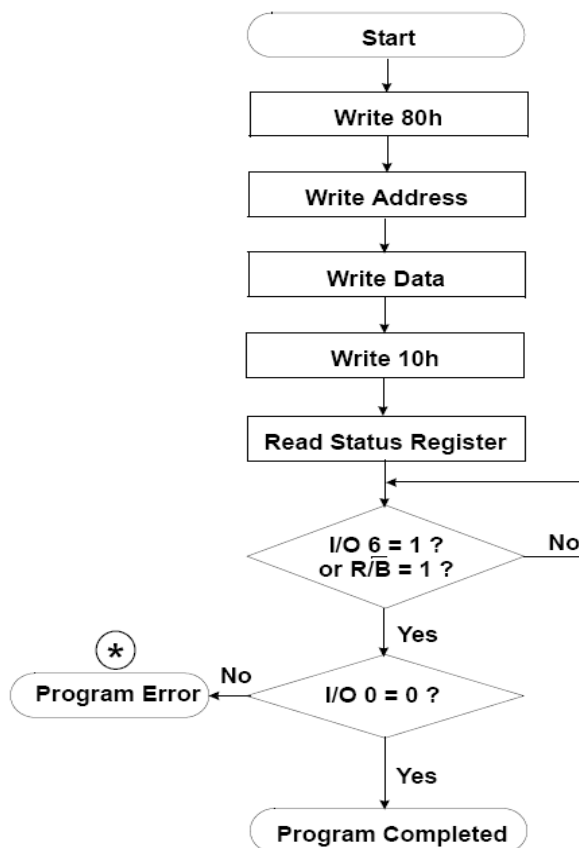 Start
Write 80h
Write Address
Write Data
Write 10h
Read Status Register
I/O 6 = 1 ?
or R/B̅ = 1 ?
No
Yes
*
Program Error
No
I/O 0 = 0 ?
Yes
Program Completed